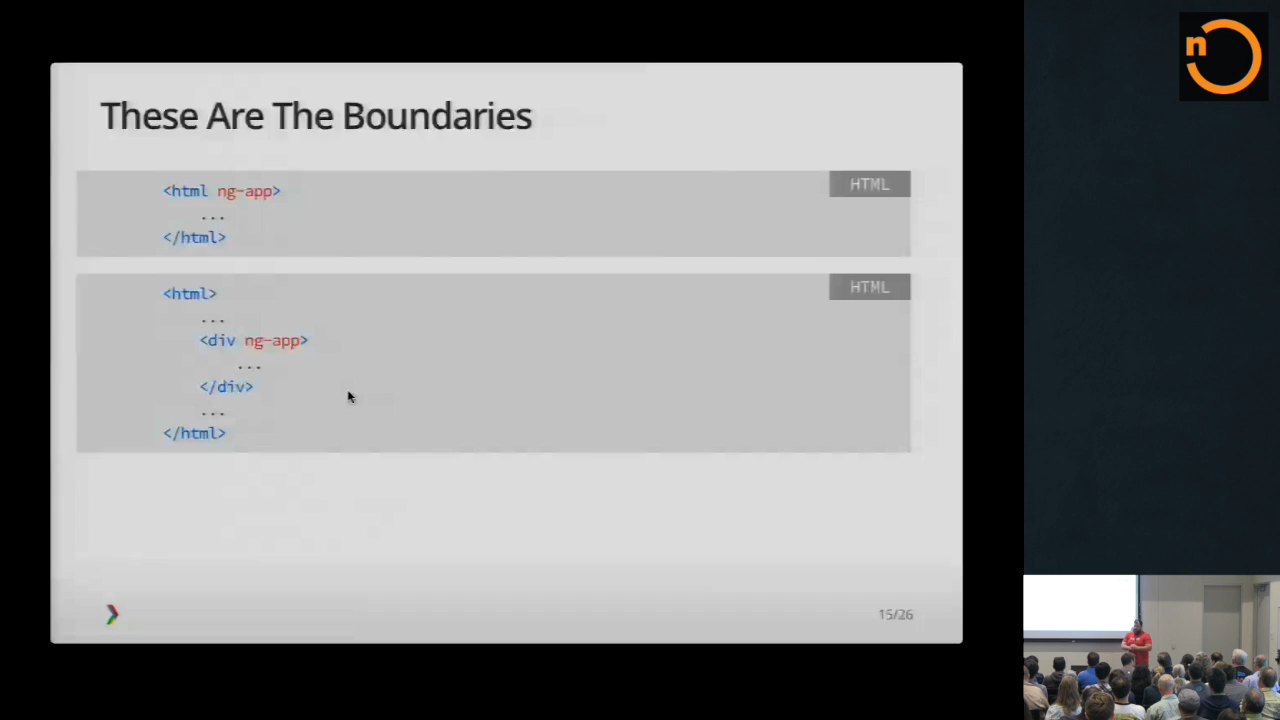 n
These Are The Boundaries
HTML
<html ng-app>
...
</html>
HTML
<html>
...
<div ng-app>
...
</div>
...
</html>
15/26